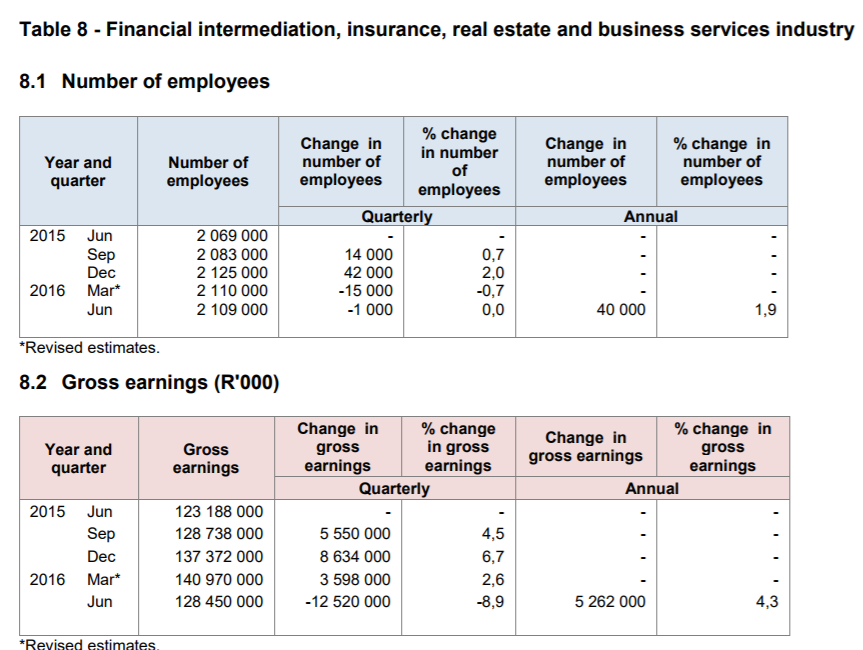 Table 8 - Financial intermediation, insurance, real estate and business services industry
8.1 Number of employees
Year and quarter | Number of employees | Change in number of employees | % change in number of employees | Change in number of employees | % change in number of employees
Quarterly | Annual
2015 Jun 2 069 000 - - - -
Sep 2 083 000 14 000 0,7 - -
Dec 2 125 000 42 000 2,0 - -
2016 Mar* 2 110 000 -15 000 -0,7 - -
Jun 2 109 000 -1 000 0,0 40 000 1,9
*Revised estimates.
8.2 Gross earnings (R'000)
Year and quarter | Gross earnings | Change in gross earnings | % change in gross earnings | Change in gross earnings | % change in gross earnings
Quarterly | Annual
2015 Jun 123 188 000 - - - -
Sep 128 738 000 5 550 000 4,5 - -
Dec 137 372 000 8 634 000 6,7 - -
2016 Mar* 140 970 000 3 598 000 2,6 - -
Jun 128 450 000 -12 520 000 -8,9 5 262 000 4,3
*Revised estimates.